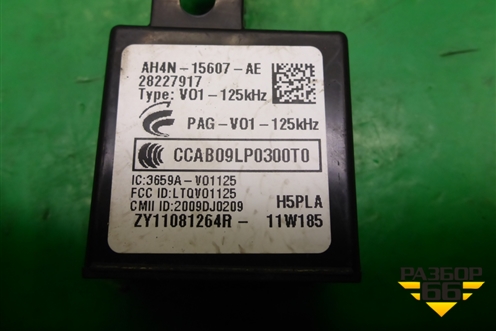 AH4N-15607-AE
28227917
Type: V01-125kHz
PAG-V01-125kHz
CCAB09LP0300T0
IC:3659A-V01125
FCC ID:LTQV01125
CMII ID:2009DJ0209
H5PLA
ZY11081264R- 11W185
РАЗБОР
66